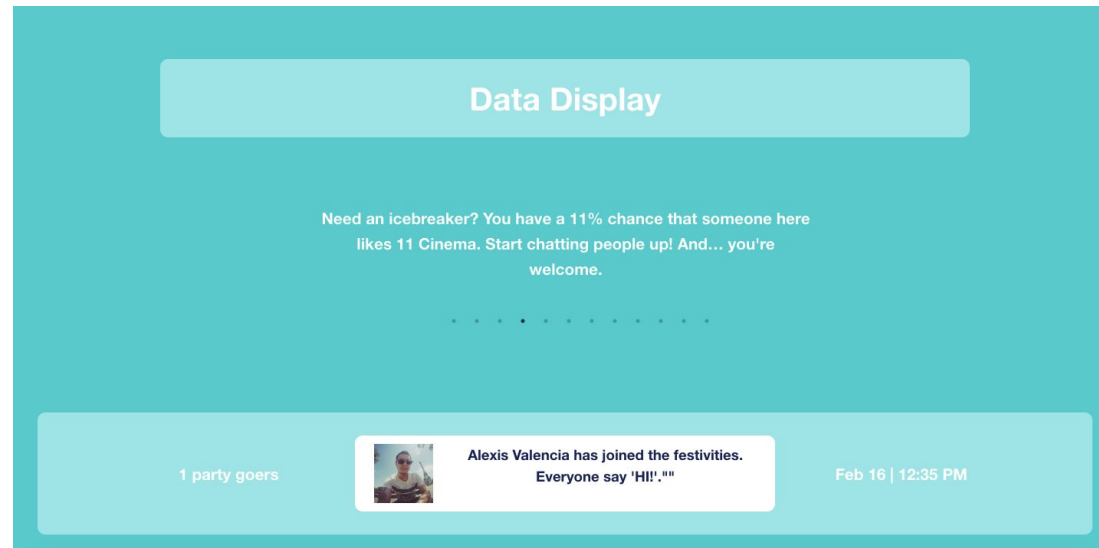 Data Display
Need an icebreaker? You have a 11% chance that someone here
likes 11 Cinema. Start chatting people up! And... you're
welcome.
1 party goers
Alexis Valencia has joined the festivities.
Everyone say 'HI!'.""
Feb 16 | 12:35 PM